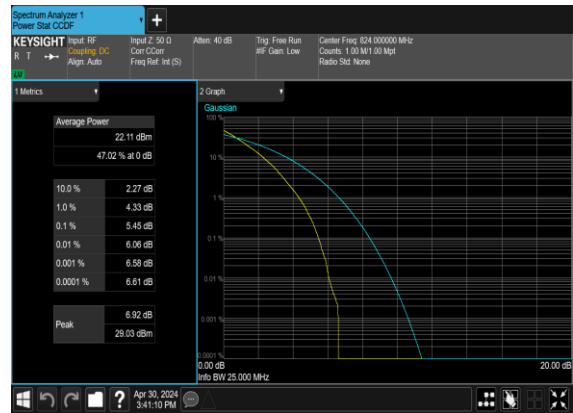 Spectrum Analyzer 1
Power Stat CCDF
KEYSIGHT
R T
LXI
Input: RF
Coupling: DC
Align: Auto
Input Z: 50 Ω
Corr CCorr
Freq Ref: Int (S)
Atten: 40 dB
Trig: Free Run
#IF Gain: Low
Center Freq: 824.000000 MHz
Counts: 1.00 M/1.00 Mpt
Radio Std: None
1 Metrics
Average Power
22.11 dBm
47.02 % at 0 dB
10.0 % 2.27 dB
1.0 % 4.33 dB
0.1 % 5.45 dB
0.01 % 6.06 dB
0.001 % 6.58 dB
0.0001 % 6.61 dB
Peak
6.92 dB
29.03 dBm
2 Graph
Gaussian
100 %
10 %
1 %
0.1 %
0.01 %
0.001 %
0.0001 %
0.00 dB
20.00 dB
Info BW 25.000 MHz
?
Apr 30, 2024
3:41:10 PM